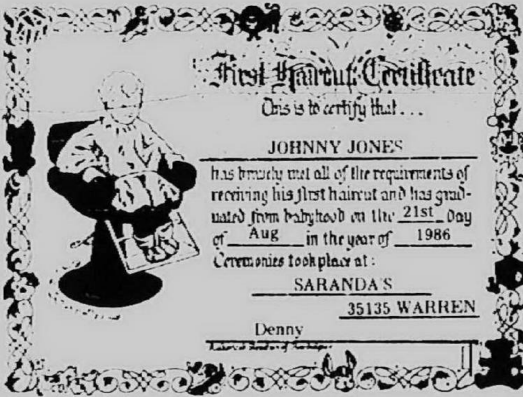 First Haircut Certificate
This is to certify that . . .
JOHNNY JONES
has bravely met all of the requirements of
receiving his first haircut and has grad-
uated from babyhood on the 21st Day
of Aug in the year of 1986
Ceremonies took place at :
SARANDA'S
35135 WARREN
Denny